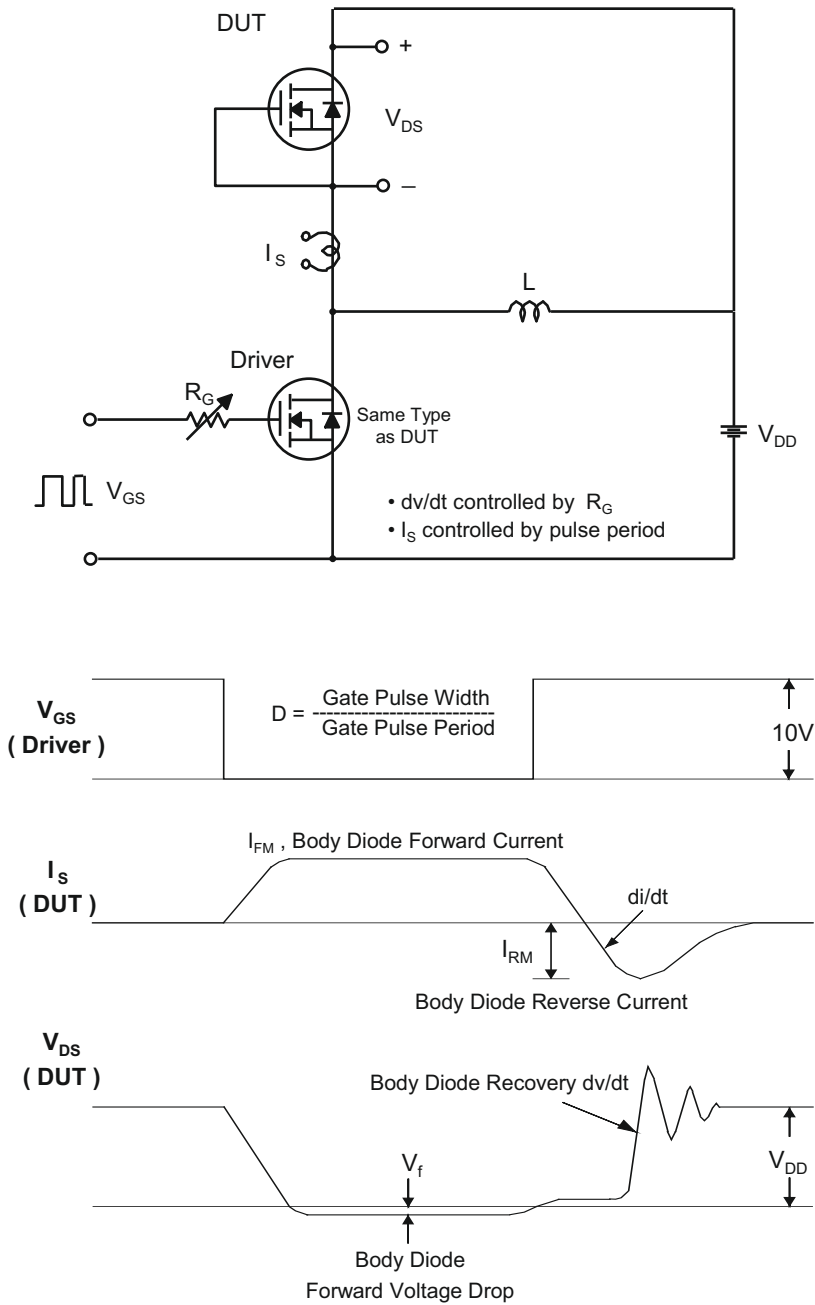 DUT
+
V_DS
–
I_S
L
Driver
R_G
Same Type
as DUT
V_DD
V_GS
• dv/dt controlled by R_G
• I_S controlled by pulse period
V_GS
( Driver )
D = Gate Pulse Width
Gate Pulse Period
10V
I_FM , Body Diode Forward Current
I_S
( DUT )
di/dt
I_RM
Body Diode Reverse Current
V_DS
( DUT )
Body Diode Recovery dv/dt
V_f
V_DD
Body Diode
Forward Voltage Drop